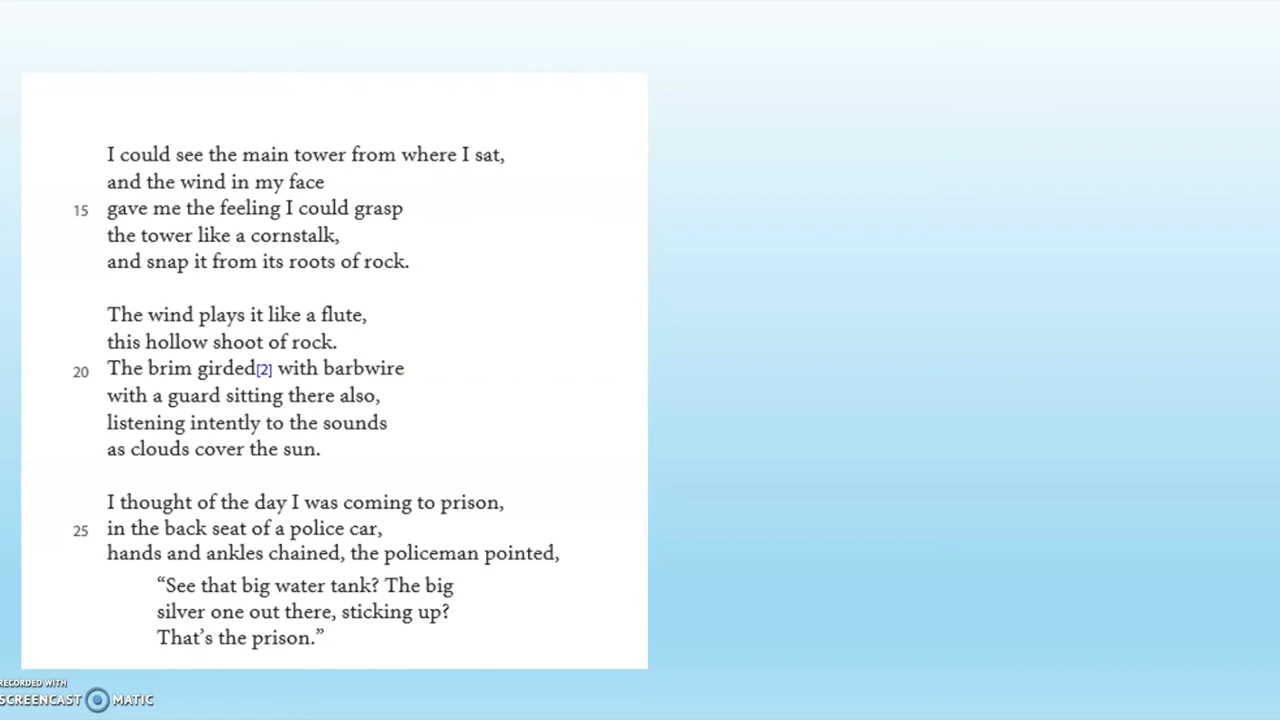 I could see the main tower from where I sat,
and the wind in my face
15 gave me the feeling I could grasp
the tower like a cornstalk,
and snap it from its roots of rock.
The wind plays it like a flute,
this hollow shoot of rock.
20 The brim girded[2] with barbwire
with a guard sitting there also,
listening intently to the sounds
as clouds cover the sun.
I thought of the day I was coming to prison,
25 in the back seat of a police car,
hands and ankles chained, the policeman pointed,
“See that big water tank? The big
silver one out there, sticking up?
That’s the prison.”
RECORDED WITH
SCREENCAST MATIC